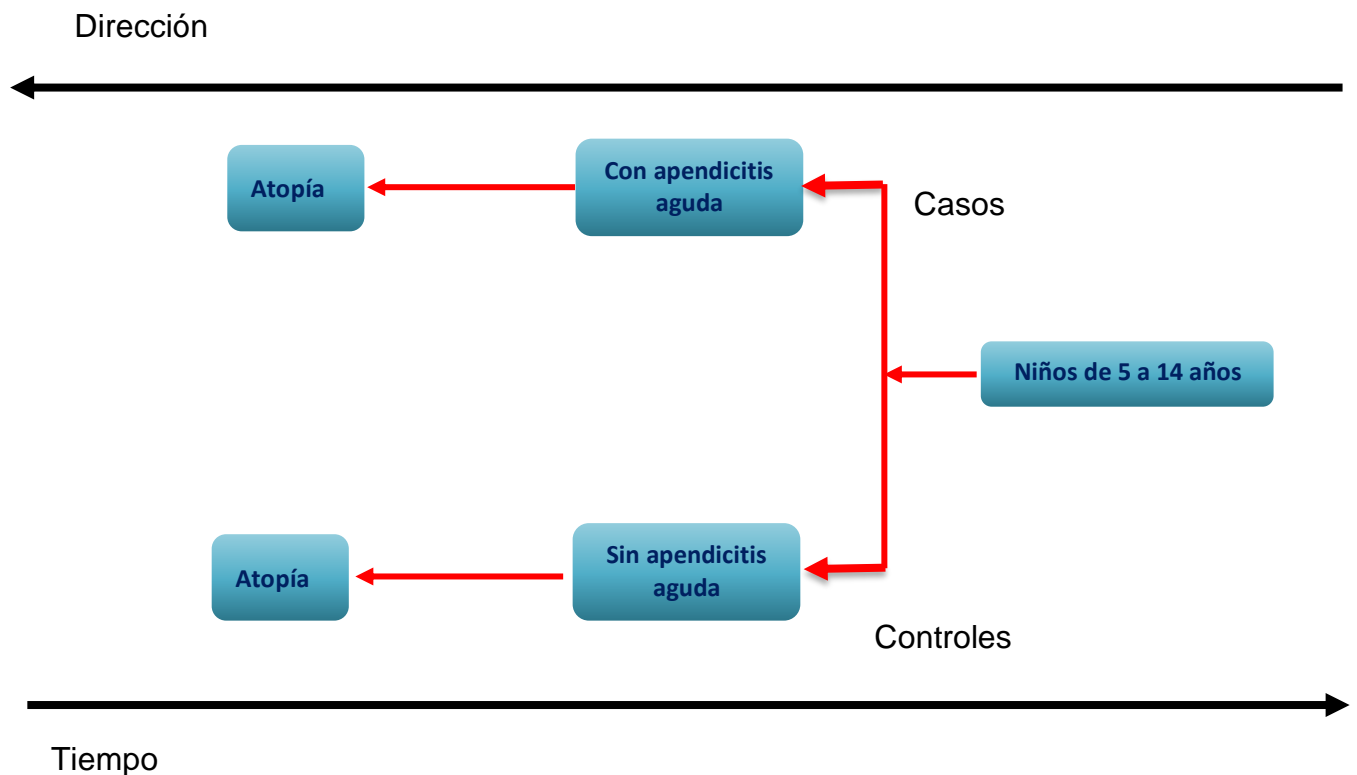 Dirección
Atopía
Con apendicitis
aguda
Casos
Niños de 5 a 14 años
Atopía
Sin apendicitis
aguda
Controles
Tiempo